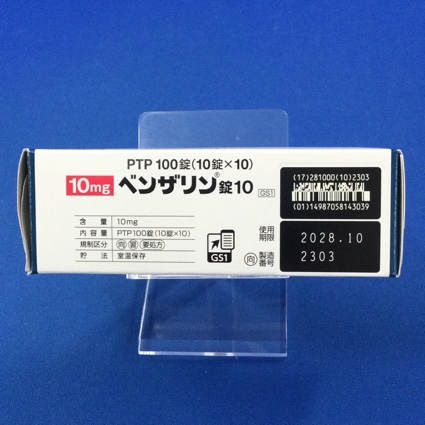 PTP 100錠(10錠×10)
10mg ベンザリン®錠10 GS1
含量 10mg
内容量 PTP100錠(10錠×10)
規制区分 向 習 要処方
貯法 室温保存
GS1
(17)281000(10)2303
(01)14987058143039
使用期限 2028.10
向 製造番号 2303